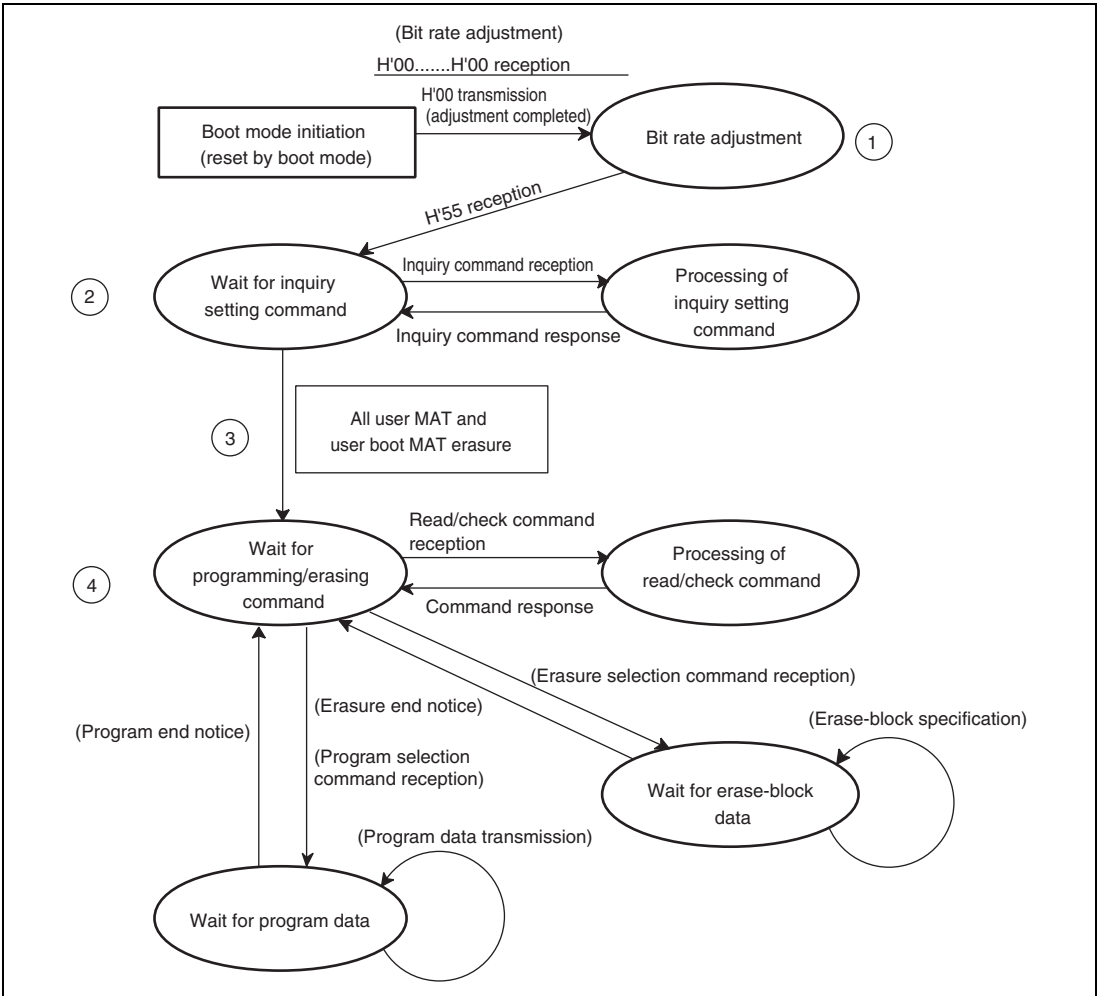 (Bit rate adjustment)
H'00.......H'00 reception
H'00 transmission
(adjustment completed)
Boot mode initiation
(reset by boot mode)
Bit rate adjustment
1
H'55 reception
2
Wait for inquiry
setting command
Inquiry command reception
Inquiry command response
Processing of
inquiry setting
command
3
All user MAT and
user boot MAT erasure
4
Wait for
programming/erasing
command
Read/check command
reception
Command response
Processing of
read/check command
(Erasure selection command reception)
(Program end notice)
(Erasure end notice)
(Program selection
command reception)
(Erase-block specification)
Wait for erase-block
data
(Program data transmission)
Wait for program data